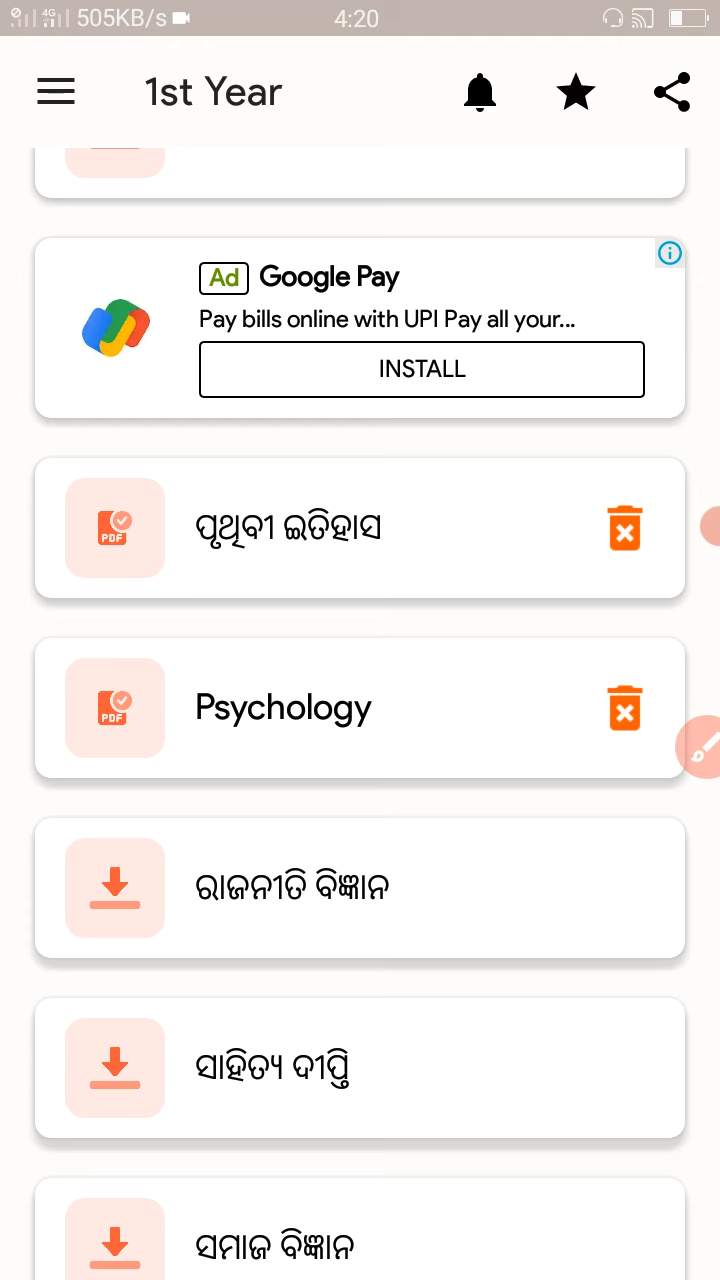 4G 505KB/s 4:20
1st Year
Ad Google Pay
Pay bills online with UPI Pay all your...
INSTALL
PDF
ପୃଥିବୀ ଇତିହାସ
PDF
Psychology
ରାଜନୀତି ବିଜ୍ଞାନ
ସାହିତ୍ୟ ଦୀପ୍ତି
ସମାଜ ବିଜ୍ଞାନ